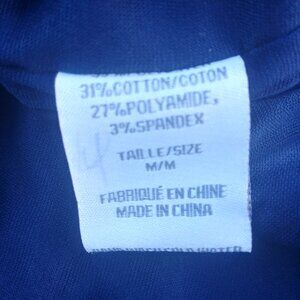 31%COTTON/COTON
27%POLYAMIDE,
3%SPANDEX
TAILLE/SIZE
M/M
FABRIQUÉ EN CHINE
MADE IN CHINA